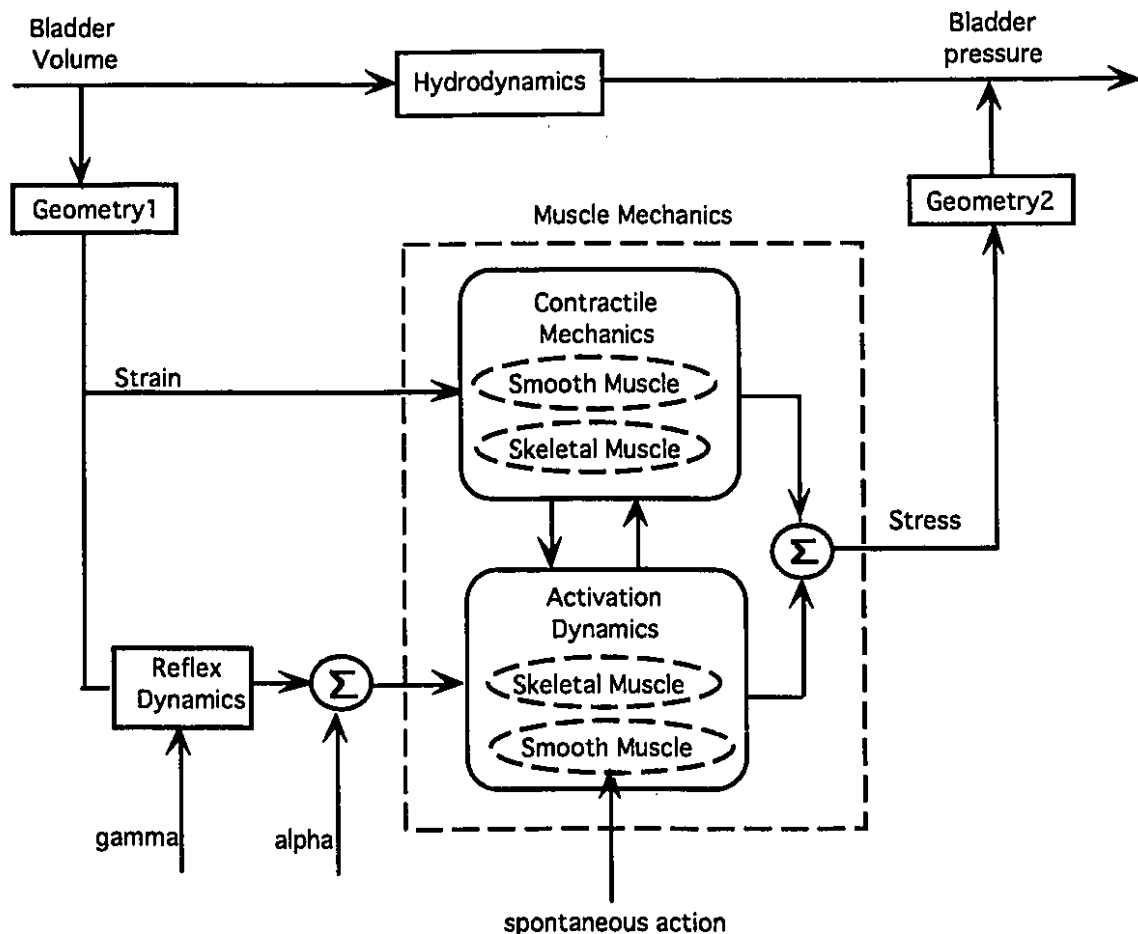 Bladder
Volume
Bladder
pressure
Hydrodynamics
Geometry1
Geometry2
Muscle Mechanics
Contractile
Mechanics
Smooth Muscle
Skeletal Muscle
Strain
Σ
Stress
Activation
Dynamics
Skeletal Muscle
Smooth Muscle
Reflex
Dynamics
Σ
gamma
alpha
spontaneous action